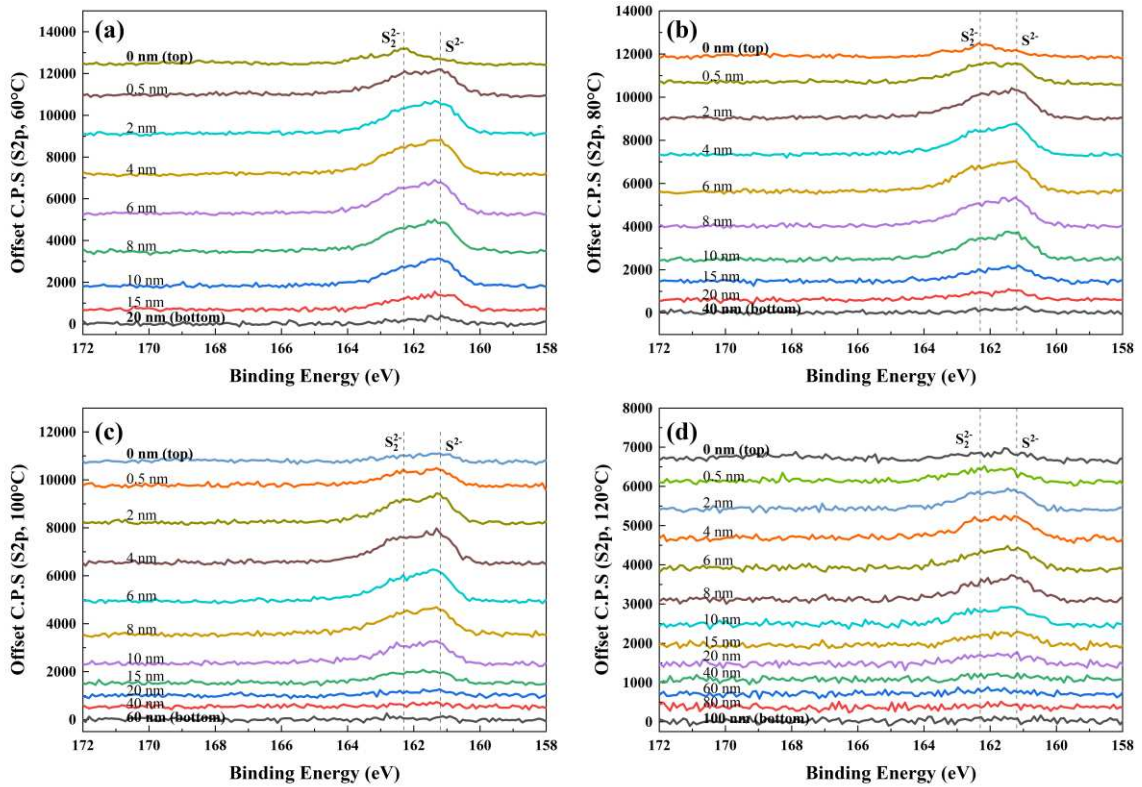 (a)
14000
12000
10000
8000
6000
4000
2000
0
Offset C.P.S (S2p, 60°C)
S₂²⁻
S²⁻
0 nm (top)
0.5 nm
2 nm
4 nm
6 nm
8 nm
10 nm
15 nm
20 nm (bottom)
172 170 168 166 164 162 160 158
Binding Energy (eV)
(b)
14000
12000
10000
8000
6000
4000
2000
0
Offset C.P.S (S2p, 80°C)
S₂²⁻
S²⁻
0 nm (top)
0.5 nm
2 nm
4 nm
6 nm
8 nm
10 nm
15 nm
20 nm
40 nm (bottom)
172 170 168 166 164 162 160 158
Binding Energy (eV)
(c)
12000
10000
8000
6000
4000
2000
0
Offset C.P.S (S2p, 100°C)
S₂²⁻
S²⁻
0 nm (top)
0.5 nm
2 nm
4 nm
6 nm
8 nm
10 nm
15 nm
20 nm
40 nm
60 nm (bottom)
172 170 168 166 164 162 160 158
Binding Energy (eV)
(d)
8000
7000
6000
5000
4000
3000
2000
1000
0
Offset C.P.S (S2p, 120°C)
S₂²⁻
S²⁻
0 nm (top)
0.5 nm
2 nm
4 nm
6 nm
8 nm
10 nm
15 nm
20 nm
40 nm
60 nm
80 nm
100 nm (bottom)
172 170 168 166 164 162 160 158
Binding Energy (eV)